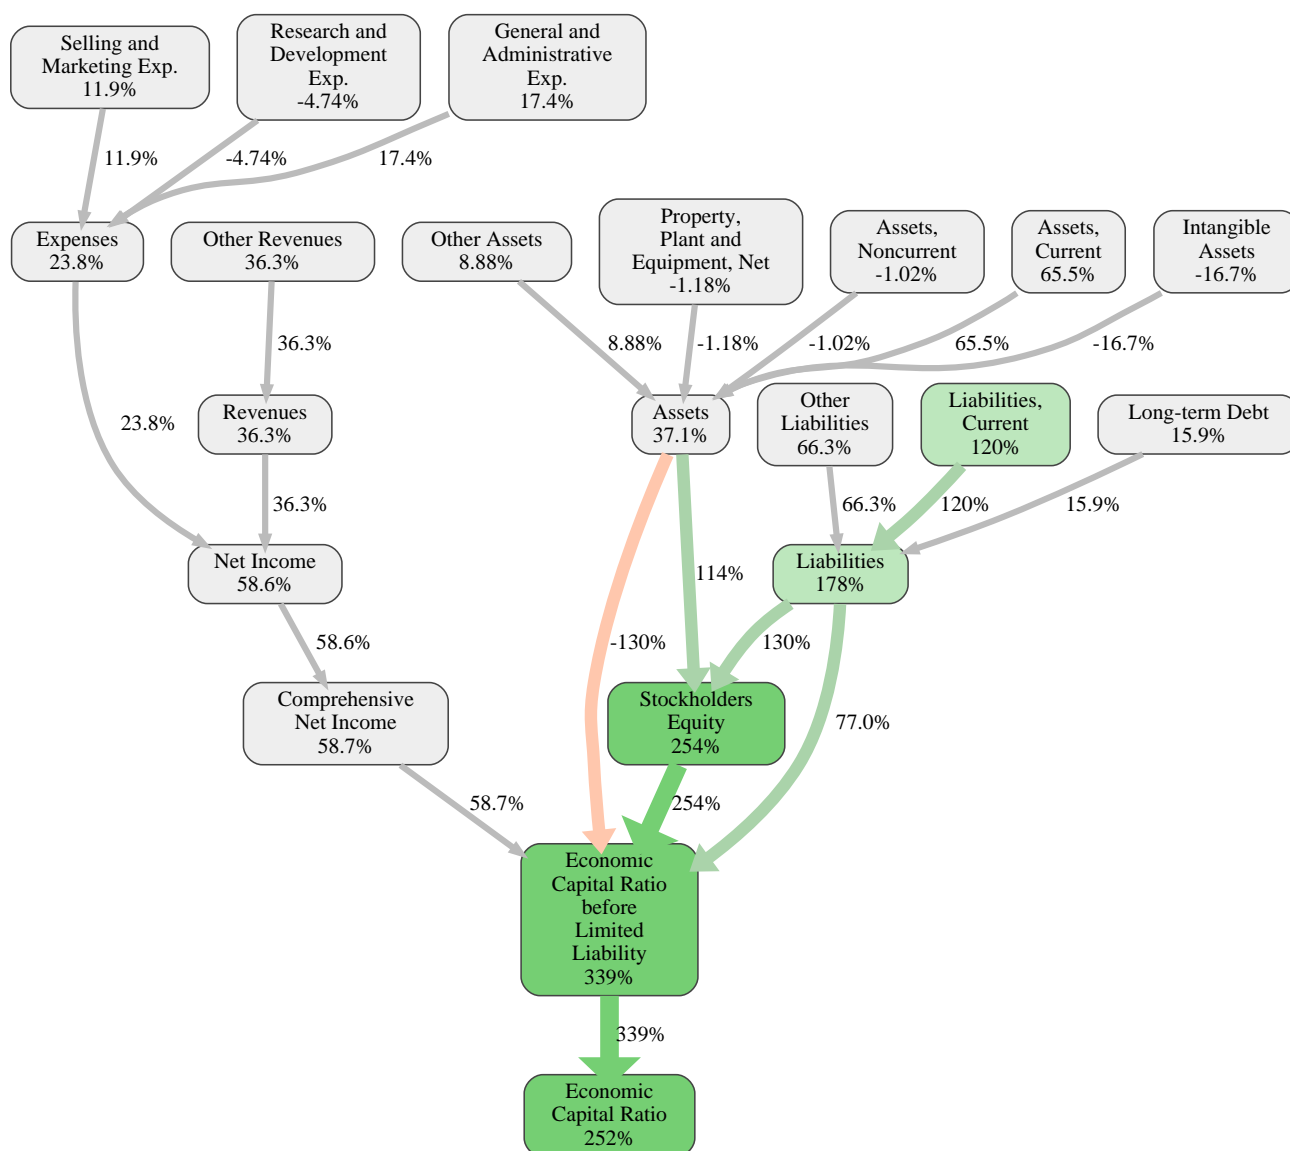 Selling and
Marketing Exp.
11.9%
Research and
Development
Exp.
-4.74%
General and
Administrative
Exp.
17.4%
11.9%
-4.74%
17.4%
Expenses
23.8%
Other Revenues
36.3%
Other Assets
8.88%
Property,
Plant and
Equipment, Net
-1.18%
Assets,
Noncurrent
-1.02%
Assets,
Current
65.5%
Intangible
Assets
-16.7%
36.3%
8.88%
-1.18%
-1.02%
65.5%
-16.7%
Revenues
36.3%
Assets
37.1%
Other
Liabilities
66.3%
Liabilities,
Current
120%
Long-term Debt
15.9%
23.8%
36.3%
66.3%
120%
15.9%
Net Income
58.6%
114%
Liabilities
178%
58.6%
-130%
130%
Comprehensive
Net Income
58.7%
Stockholders
Equity
254%
77.0%
58.7%
254%
Economic
Capital Ratio
before
Limited
Liability
339%
339%
Economic
Capital Ratio
252%